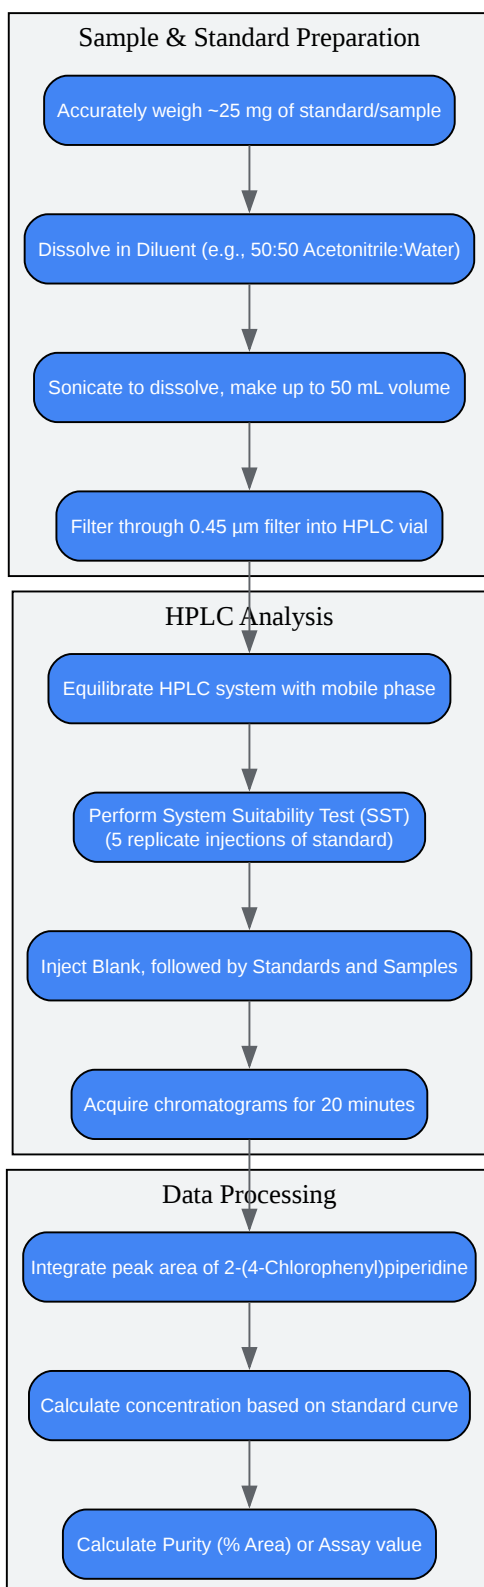 Sample & Standard Preparation
Accurately weigh ~25 mg of standard/sample
Dissolve in Diluent (e.g., 50:50 Acetonitrile:Water)
Sonicate to dissolve, make up to 50 mL volume
Filter through 0.45 µm filter into HPLC vial
HPLC Analysis
Equilibrate HPLC system with mobile phase
Perform System Suitability Test (SST)
(5 replicate injections of standard)
Inject Blank, followed by Standards and Samples
Acquire chromatograms for 20 minutes
Data Processing
Integrate peak area of 2-(4-Chlorophenyl)piperidine
Calculate concentration based on standard curve
Calculate Purity (% Area) or Assay value